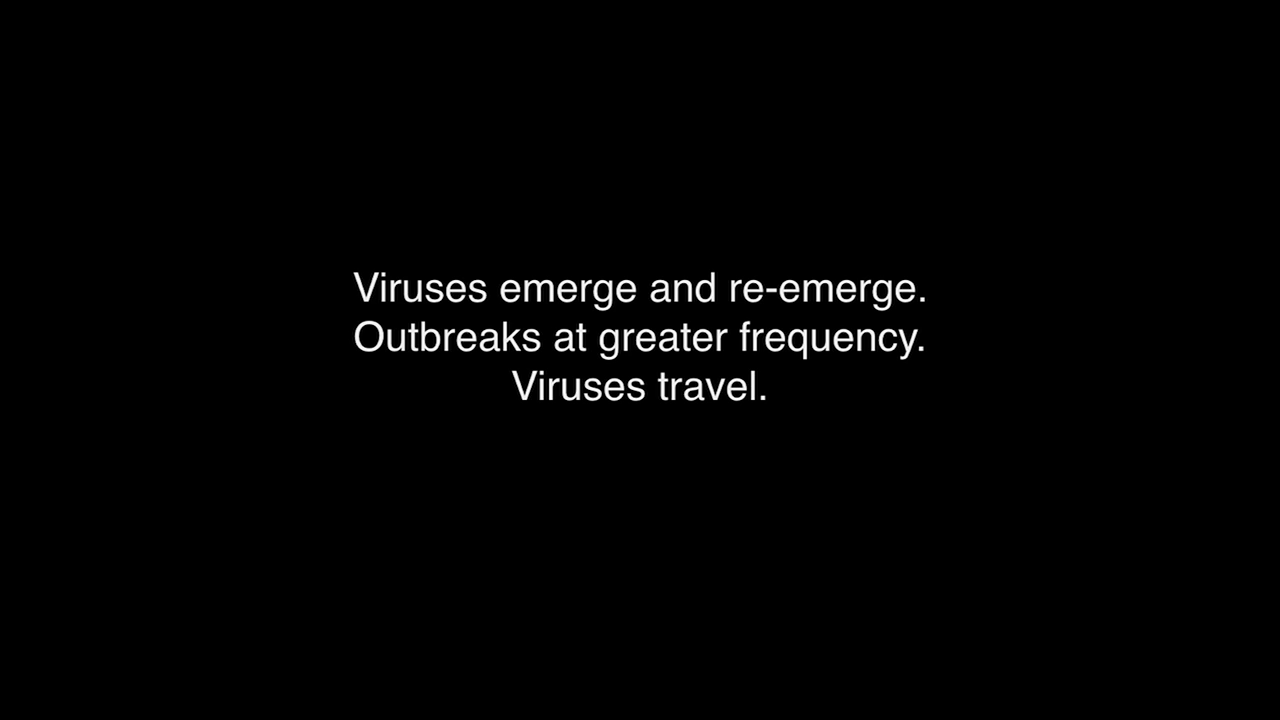 Viruses emerge and re-emerge.
Outbreaks at greater frequency.
Viruses travel.